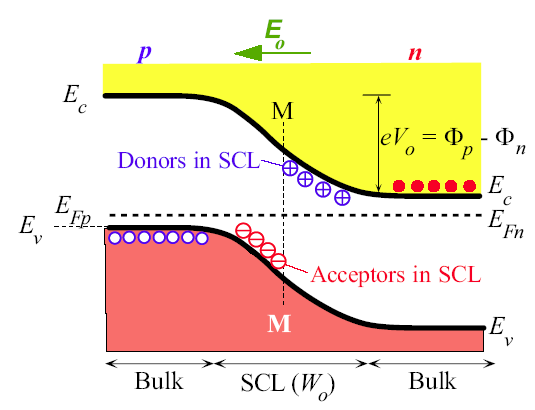 E_o
p
n
E_c
M
eV_o = Φ_p - Φ_n
Donors in SCL
E_c
E_Fp
E_Fn
E_v
Acceptors in SCL
M
E_v
Bulk
SCL (W_o)
Bulk